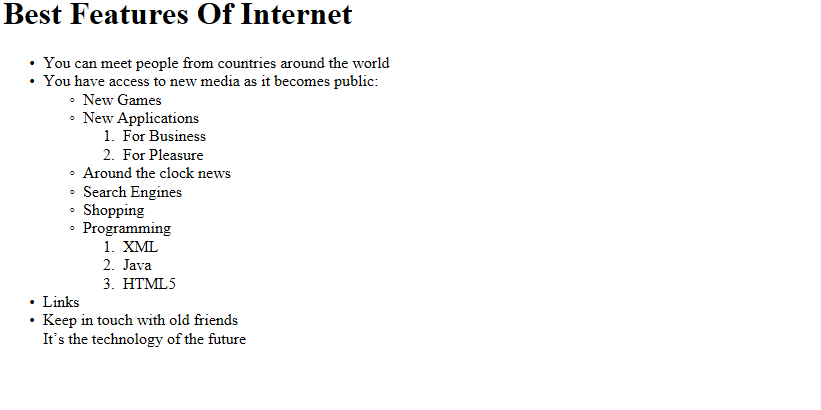 Best Features Of Internet
• You can meet people from countries around the world
• You have access to new media as it becomes public:
◦ New Games
◦ New Applications
1. For Business
2. For Pleasure
◦ Around the clock news
◦ Search Engines
◦ Shopping
◦ Programming
1. XML
2. Java
3. HTML5
• Links
• Keep in touch with old friends
It’s the technology of the future